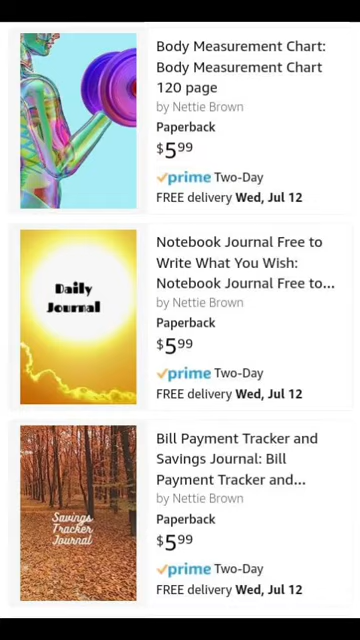 Body Measurement Chart:
Body Measurement Chart
120 page
by Nettie Brown
Paperback
$5.99
prime Two-Day
FREE delivery Wed, Jul 12
Daily
Journal
Notebook Journal Free to
Write What You Wish:
Notebook Journal Free to...
by Nettie Brown
Paperback
$5.99
prime Two-Day
FREE delivery Wed, Jul 12
Savings
Tracker
Journal
Bill Payment Tracker and
Savings Journal: Bill
Payment Tracker and...
by Nettie Brown
Paperback
$5.99
prime Two-Day
FREE delivery Wed, Jul 12